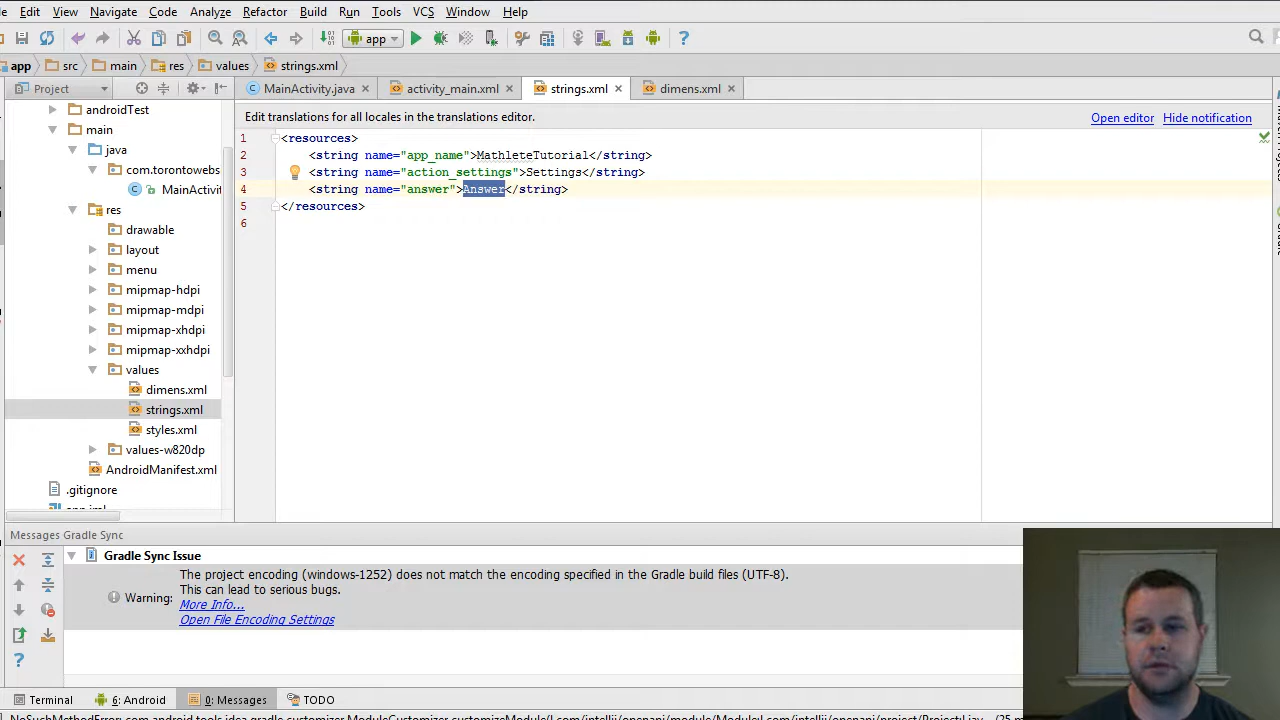 Edit View Navigate Code Analyze Refactor Build Run Tools VCS Window Help
app
app src main res values strings.xml
Project
MainActivity.java activity_main.xml strings.xml dimens.xml
androidTest
main
java
com.torontowebs
MainActivit
res
drawable
layout
menu
mipmap-hdpi
mipmap-mdpi
mipmap-xhdpi
mipmap-xxhdpi
values
dimens.xml
strings.xml
styles.xml
values-w820dp
AndroidManifest.xml
.gitignore
app.iml
Edit translations for all locales in the translations editor.
Open editor Hide notification
1 <resources>
2 <string name="app_name">MathleteTutorial</string>
3 <string name="action_settings">Settings</string>
4 <string name="answer">Answer</string>
5 </resources>
6
Messages Gradle Sync
Gradle Sync Issue
Warning:
The project encoding (windows-1252) does not match the encoding specified in the Gradle build files (UTF-8).
This can lead to serious bugs.
More Info...
Open File Encoding Settings
Terminal 6: Android 0: Messages TODO